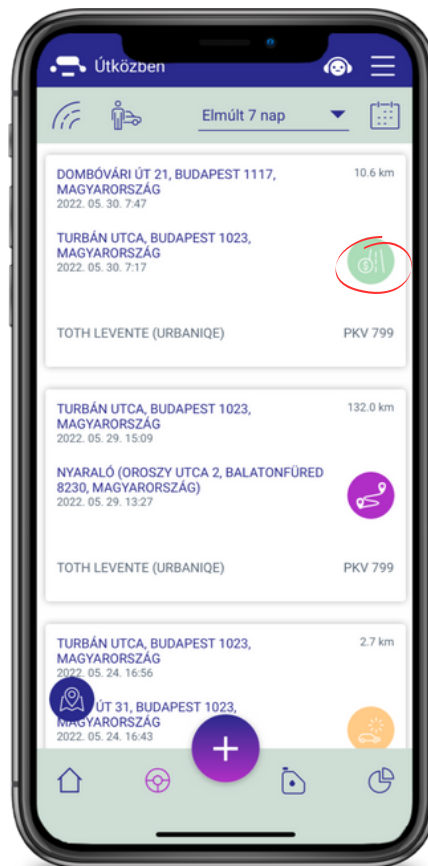 Útközben
Elmúlt 7 nap
DOMBÓVÁRI ÚT 21, BUDAPEST 1117,
MAGYARORSZÁG
10.6 km
2022. 05. 30. 7:47
TURBÁN UTCA, BUDAPEST 1023,
MAGYARORSZÁG
2022. 05. 30. 7:17
TOTH LEVENTE (URBANIQE)
PKV 799
TURBÁN UTCA, BUDAPEST 1023,
MAGYARORSZÁG
132.0 km
2022. 05. 29. 15:09
NYARALÓ (OROSZY UTCA 2, BALATONFÜRED
8230, MAGYARORSZÁG)
2022. 05. 29. 13:27
TOTH LEVENTE (URBANIQE)
PKV 799
TURBÁN UTCA, BUDAPEST 1023,
MAGYARORSZÁG
2.7 km
2022. 05. 24. 16:56
ÚT 31, BUDAPEST 1023,
MAGYARORSZÁG
2022. 05. 24. 16:43